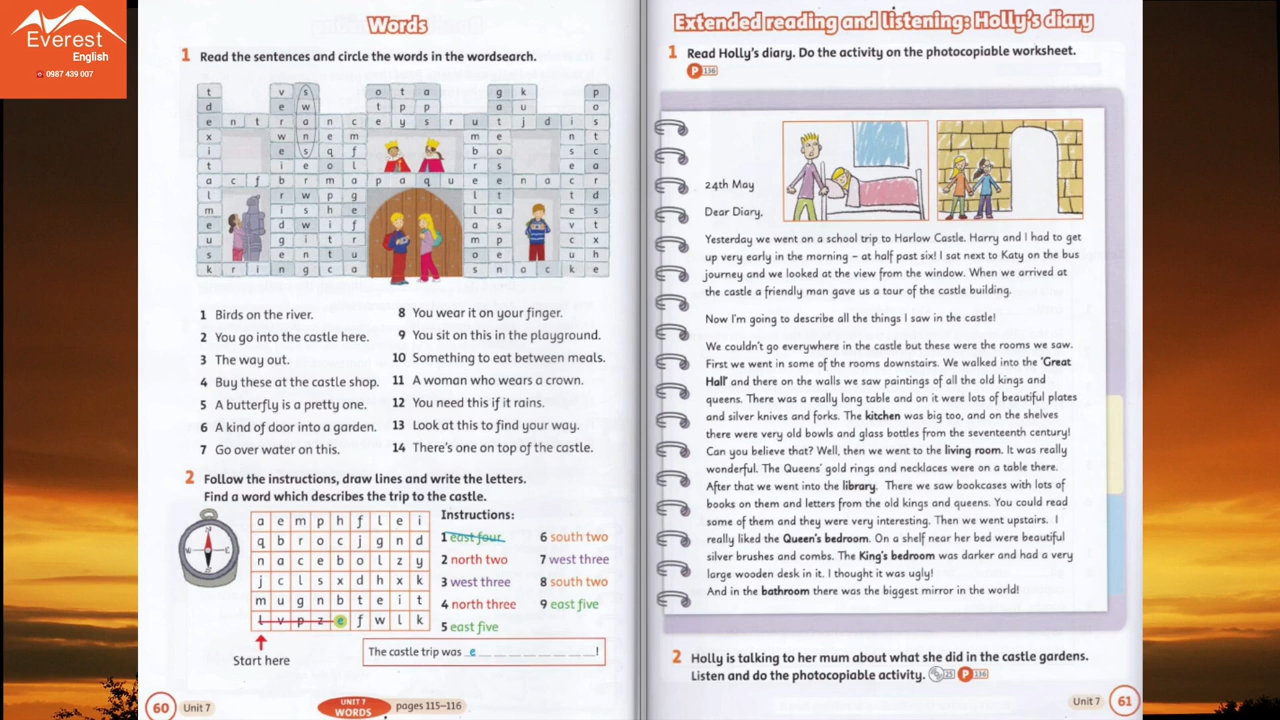 Everest
English
0987 439 007
Words
1 Read the sentences and circle the words in the wordsearch.
t v s o t a g k p
d e w t p p a u o
e n t r a n c e y s r u t j d i s
x w n e m m e n t
i e s q f b o s c
t i e o l r s e a
a c f b r m a p a q u e e n a c r
l r w p g l t t d
m i s h e l a e s
e d w i f a s v t
u g i t r m p c x
s e n t u o e u h
k r i n g c a s n a c k e
1 Birds on the river.
2 You go into the castle here.
3 The way out.
4 Buy these at the castle shop.
5 A butterfly is a pretty one.
6 A kind of door into a garden.
7 Go over water on this.
8 You wear it on your finger.
9 You sit on this in the playground.
10 Something to eat between meals.
11 A woman who wears a crown.
12 You need this if it rains.
13 Look at this to find your way.
14 There's one on top of the castle.
2 Follow the instructions, draw lines and write the letters.
Find a word which describes the trip to the castle.
a e m p h f l e i
q b r o c j g n d
n a c e b o l z y
j c l s x d h x k
m u g n b t e i t
l v p z e f w l k
Start here
Instructions:
1 east four
2 north two
3 west three
4 north three
5 east five
6 south two
7 west three
8 south two
9 east five
The castle trip was e _ _ _ _ _ _ _ _ !
60 Unit 7
UNIT 7
WORDS
pages 115–116
Extended reading and listening: Holly's diary
1 Read Holly's diary. Do the activity on the photocopiable worksheet.
P 136
24th May
Dear Diary,
Yesterday we went on a school trip to Harlow Castle. Harry and I had to get
up very early in the morning – at half past six! I sat next to Katy on the bus
journey and we looked at the view from the window. When we arrived at
the castle a friendly man gave us a tour of the castle building.
Now I'm going to describe all the things I saw in the castle!
We couldn't go everywhere in the castle but these were the rooms we saw.
First we went in some of the rooms downstairs. We walked into the 'Great
Hall' and there on the walls we saw paintings of all the old kings and
queens. There was a really long table and on it were lots of beautiful plates
and silver knives and forks. The kitchen was big too, and on the shelves
there were very old bowls and glass bottles from the seventeenth century!
Can you believe that? Well, then we went to the living room. It was really
wonderful. The Queens' gold rings and necklaces were on a table there.
After that we went into the library. There we saw bookcases with lots of
books on them and letters from the old kings and queens. You could read
some of them and they were very interesting. Then we went upstairs. I
really liked the Queen's bedroom. On a shelf near her bed were beautiful
silver brushes and combs. The King's bedroom was darker and had a very
large wooden desk in it. I thought it was ugly!
And in the bathroom there was the biggest mirror in the world!
2 Holly is talking to her mum about what she did in the castle gardens.
Listen and do the photocopiable activity. 25 P 136
Unit 7 61